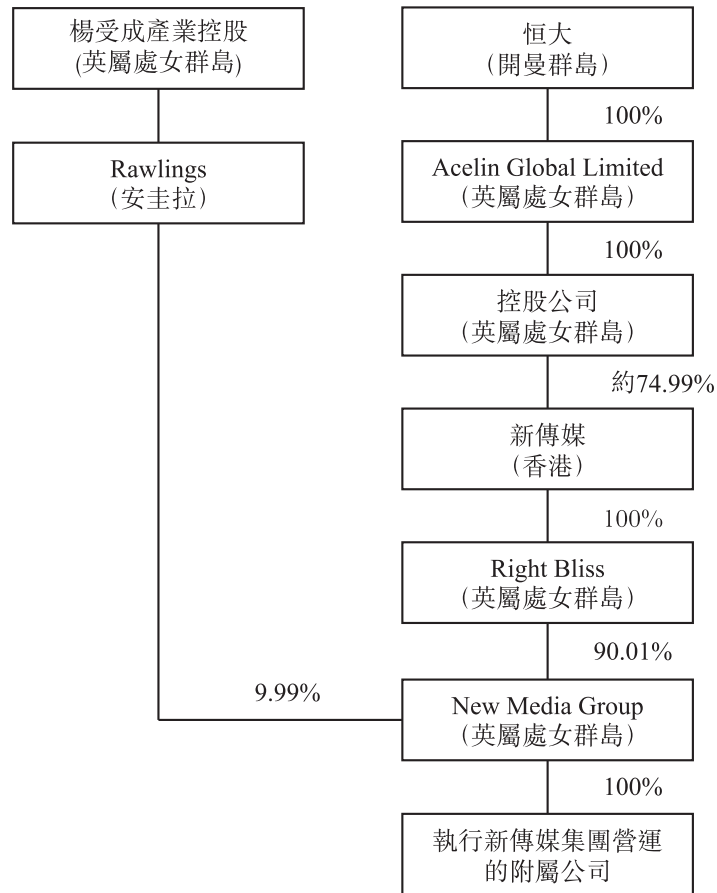 楊受成產業控股
(英屬處女群島)
恒大
（開曼群島）
100%
Rawlings
（安圭拉）
Acelin Global Limited
（英屬處女群島）
100%
控股公司
（英屬處女群島）
約74.99%
新傳媒
（香港）
100%
Right Bliss
（英屬處女群島）
90.01%
9.99%
New Media Group
（英屬處女群島）
100%
執行新傳媒集團營運
的附屬公司